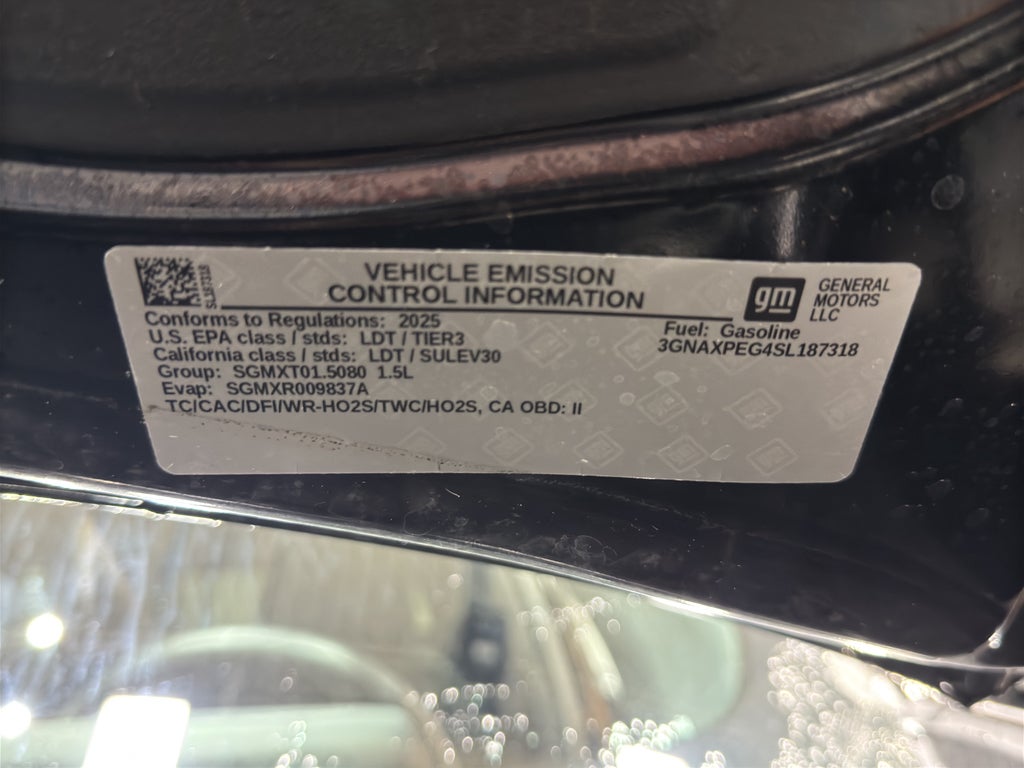 SL187318
VEHICLE EMISSION
CONTROL INFORMATION
gm
GENERAL
MOTORS
LLC
Conforms to Regulations: 2025
U.S. EPA class / stds: LDT / TIER3
California class / stds: LDT / SULEV30
Group: SGMXT01.5080 1.5L
Evap: SGMXR009837A
TC/CAC/DFI/WR-HO2S/TWC/HO2S, CA OBD: II
Fuel: Gasoline
3GNAXPEG4SL187318